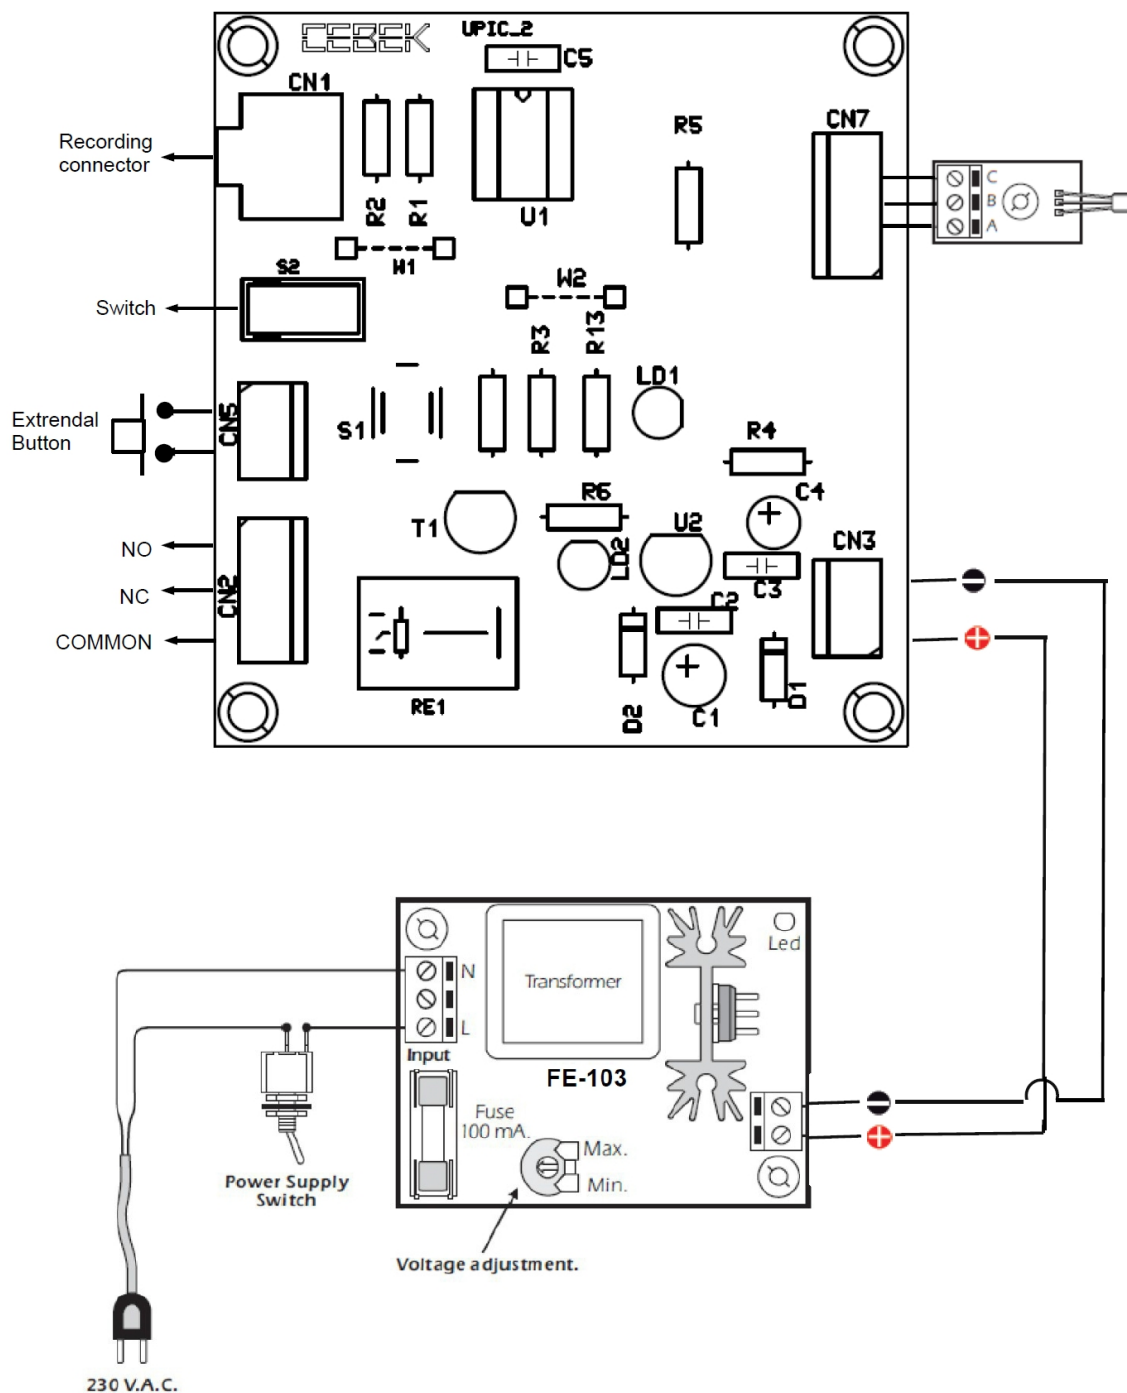 CEBEK
UPIC_2
C5
CN1
R5
CN7
Recording
connector
R2
R1
U1
C
B
A
W1
S2
W2
Switch
R3
R13
LD1
Extrendal
Button
CN5
S1
R4
C4
R6
T1
U2
LD2
CN3
NO
NC
COMMON
CN2
C3
C2
RE1
D2
C1
D1
N
L
Input
Transformer
Led
FE-103
Fuse
100 mA.
Max.
Min.
Power Supply
Switch
Voltage adjustment.
230 V.A.C.